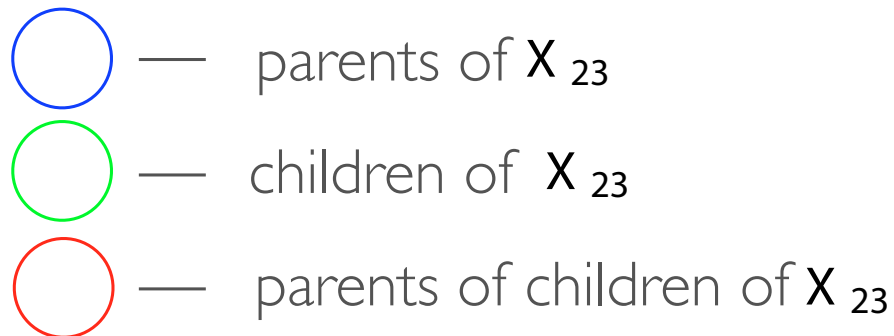 — parents of X 23
— children of X 23
— parents of children of X 23